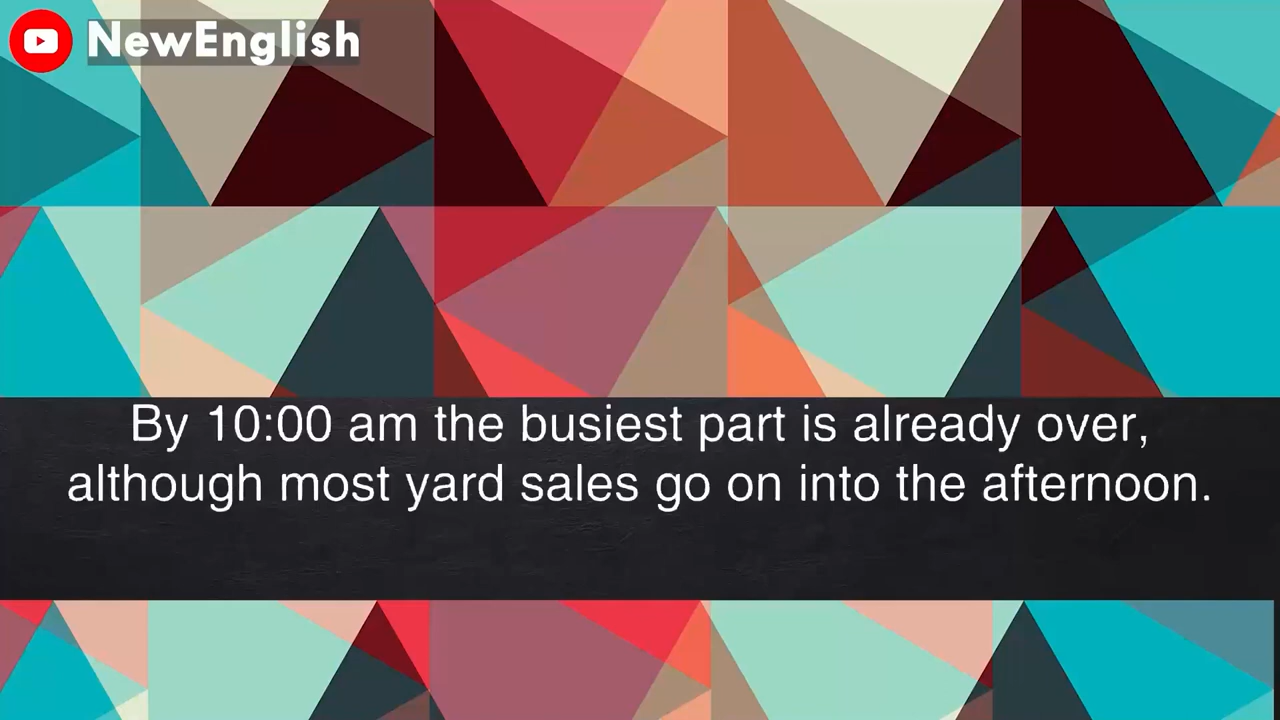 NewEnglish
By 10:00 am the busiest part is already over,
although most yard sales go on into the afternoon.